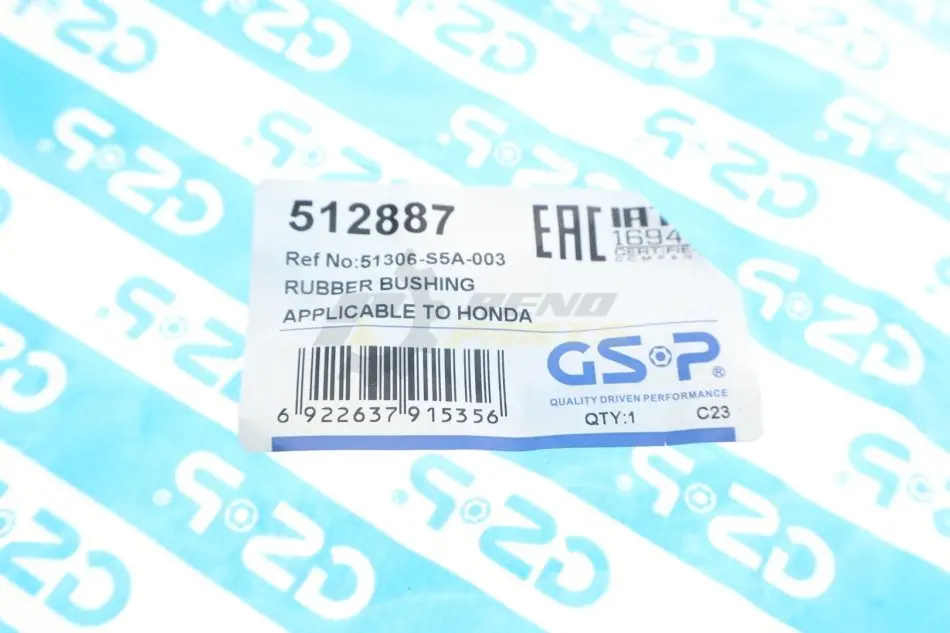 512887
Ref No:51306-S5A-003
RUBBER BUSHING
APPLICABLE TO HONDA
6 922637 915356
EAC
1694
GSP®
QUALITY DRIVEN PERFORMANCE
QTY:1 C23